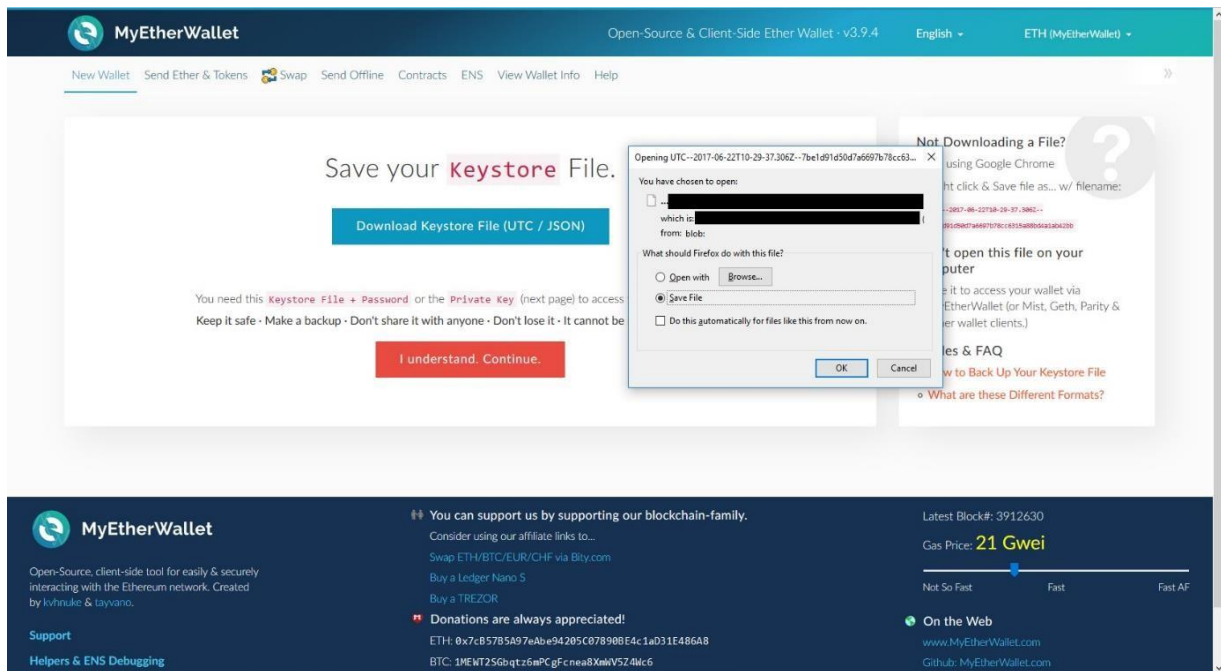 MyEtherWallet
Open-Source & Client-Side Ether Wallet · v3.9.4
English
ETH (MyEtherWallet)
New Wallet Send Ether & Tokens Swap Send Offline Contracts ENS View Wallet Info Help
Save your Keystore File.
Download Keystore File (UTC / JSON)
You need this Keystore File + Password or the Private Key (next page) to access
Keep it safe · Make a backup · Don't share it with anyone · Don't lose it · It cannot be
I understand. Continue.
Opening UTC--2017-06-22T10-29-37.306Z--7be1d91d50d7a6697b78cc63...
You have chosen to open:
...
which is:
(
from: blob:
What should Firefox do with this file?
Open with Browse...
Save File
Do this automatically for files like this from now on.
OK Cancel
Not Downloading a File?
using Google Chrome
ht click & Save file as... w/ filename:
--2017-06-22T10-29-37.306Z--
't open this file on your
puter
e it to access your wallet via
EtherWallet (or Mist, Geth, Parity &
er wallet clients.)
les & FAQ
w to Back Up Your Keystore File
What are these Different Formats?
MyEtherWallet
Open-Source, client-side tool for easily & securely
interacting with the Ethereum network. Created
by kvhnuke & tayvano.
Support
Helpers & ENS Debugging
You can support us by supporting our blockchain-family.
Consider using our affiliate links to...
Swap ETH/BTC/EUR/CHF via Bity.com
Buy a Ledger Nano S
Buy a TREZOR
Donations are always appreciated!
ETH: 0x7cB57B5A97eAbe94205C07890BE4c1aD31E486A8
BTC: 1MEWT2SGbqtz6mPCgFcnea8XmWV5Z4Wc6
Latest Block#: 3912630
Gas Price: 21 Gwei
Not So Fast Fast Fast AF
On the Web
www.MyEtherWallet.com
Github: MyEtherWallet.com